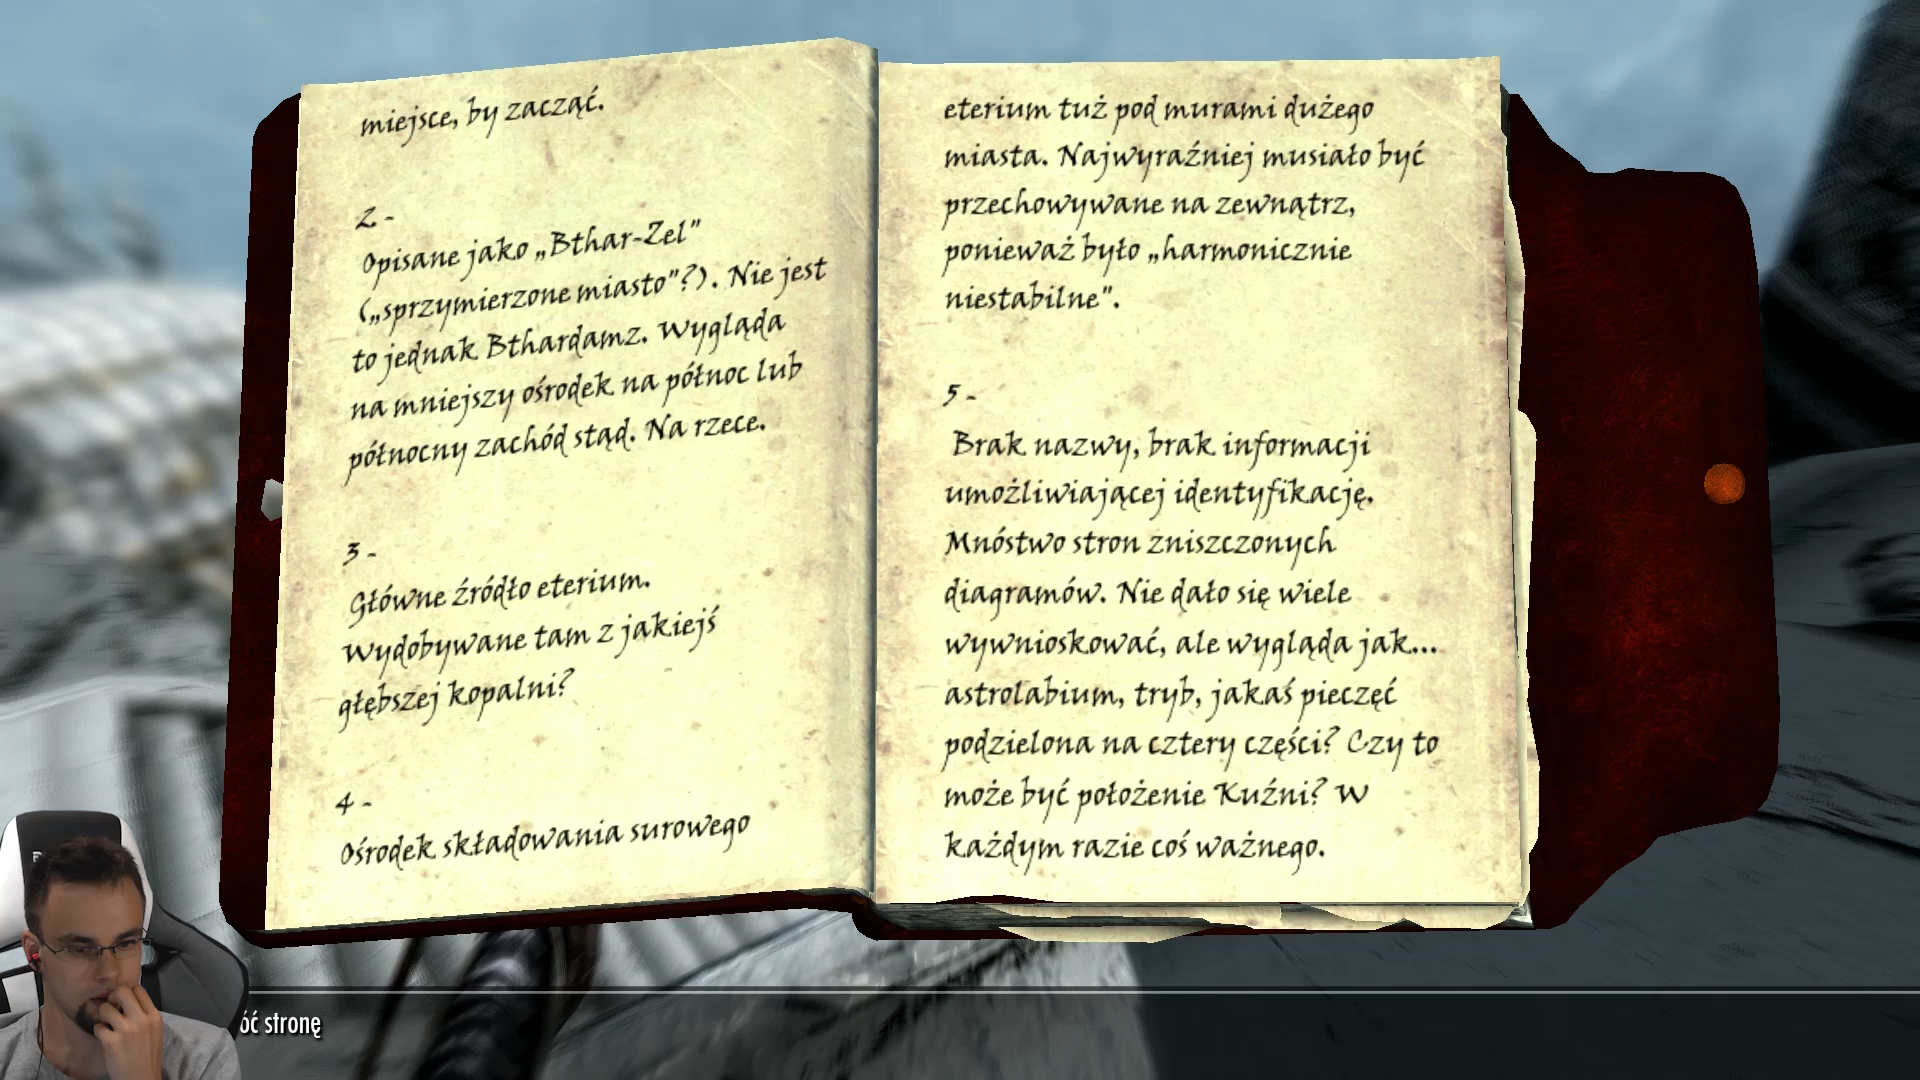 miejsce, by zacząć.
2 -
Opisane jako „Bthar-Zel”
(„sprzymierzone miasto”?). Nie jest
to jednak Bthardamz. Wygląda
na mniejszy ośrodek na północ lub
północny zachód stąd. Na rzece.
3 -
Główne źródło eterium.
Wydobywane tam z jakiejś
głębszej kopalni?
4 -
Ośrodek składowania surowego
eterium tuż pod murami dużego
miasta. Najwyraźniej musiało być
przechowywane na zewnątrz,
ponieważ było „harmonicznie
niestabilne”.
5 -
Brak nazwy, brak informacji
umożliwiającej identyfikację.
Mnóstwo stron zniszczonych
diagramów. Nie dało się wiele
wywnioskować, ale wygląda jak...
astrolabium, tryb, jakaś pieczęć
podzielona na cztery części? Czy to
może być położenie Kuźni? W
każdym razie coś ważnego.
óć stronę